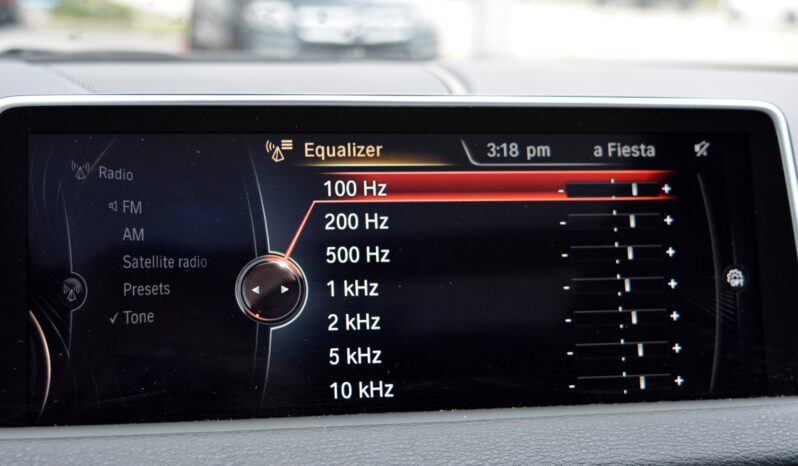 Equalizer 3:18 pm a Fiesta
Radio
FM
AM
Satellite radio
Presets
✓ Tone
100 Hz - +
200 Hz - +
500 Hz - +
1 kHz - +
2 kHz - +
5 kHz - +
10 kHz - +
OFF